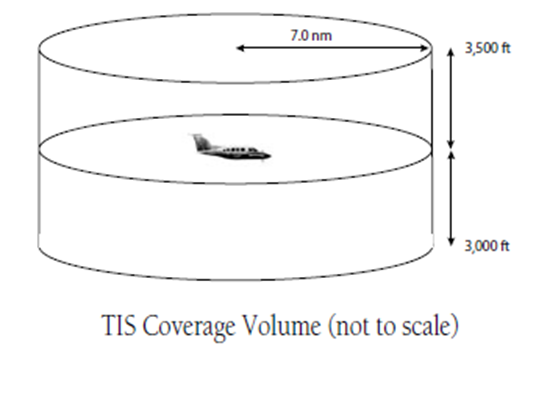 7.0 nm
3,500 ft
3,000 ft
TIS Coverage Volume (not to scale)